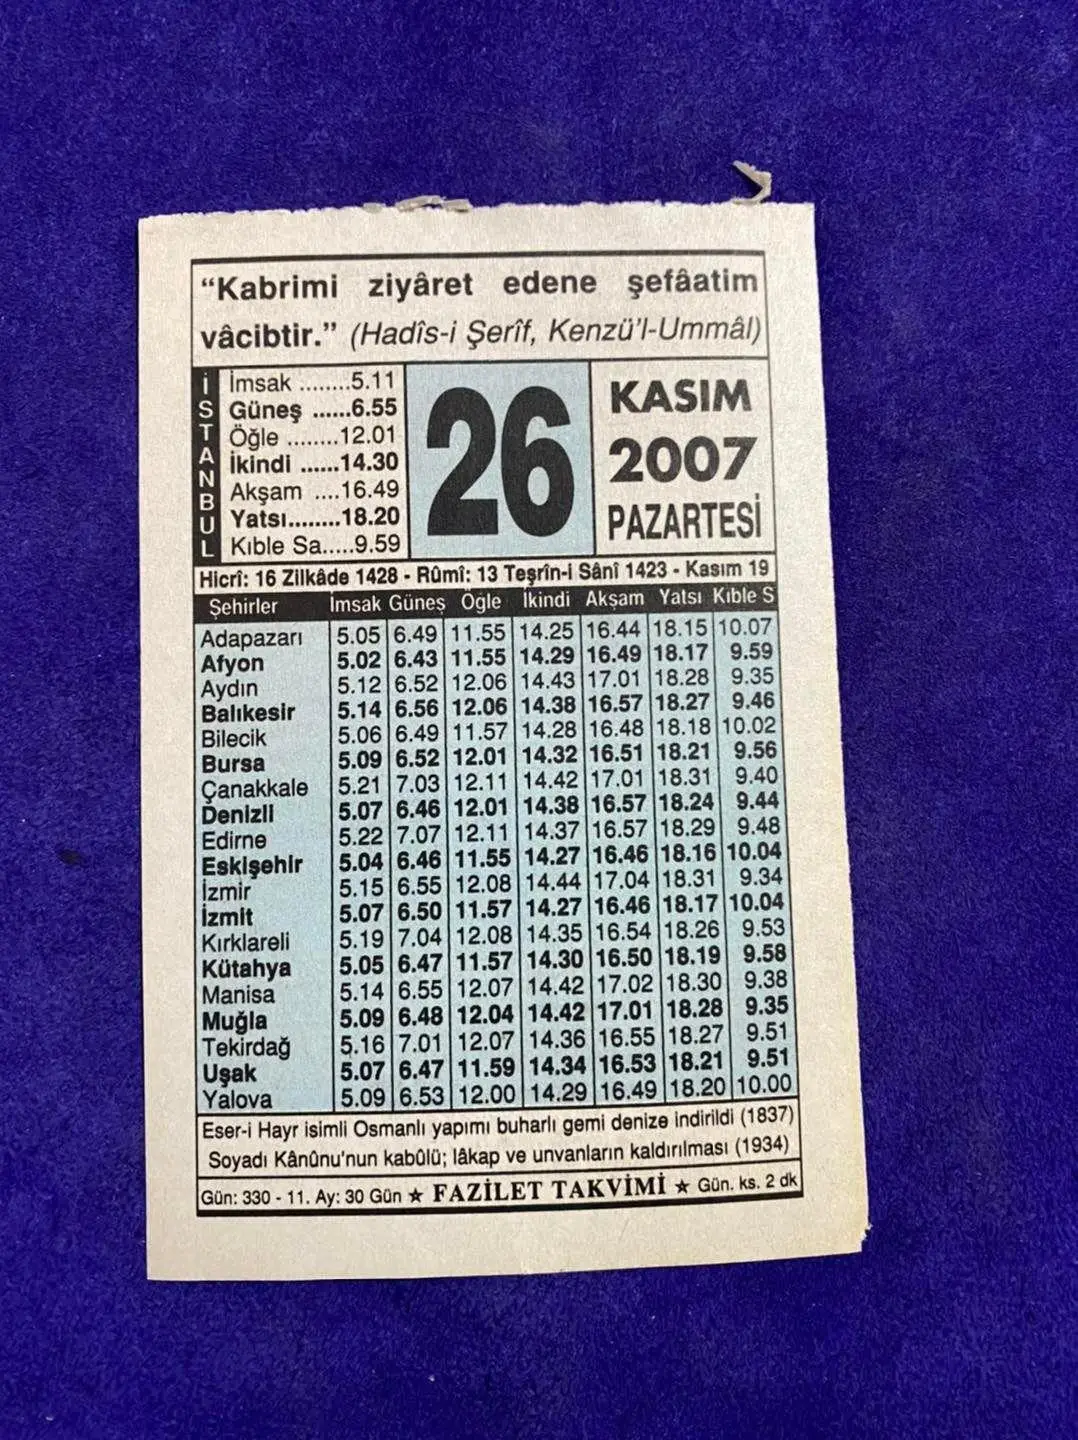 “Kabrimi ziyâret edene şefâatim
vâcibtir.” (Hadîs-i Şerîf, Kenzü'l-Ummâl)
İSTANBUL
İmsak ........5.11
Güneş ......6.55
Öğle ........12.01
İkindi ......14.30
Akşam ....16.49
Yatsı........18.20
Kıble Sa.....9.59
26
KASIM
2007
PAZARTESİ
Hicrî: 16 Zilkâde 1428 - Rûmî: 13 Teşrîn-i Sânî 1423 - Kasım 19
Şehirler İmsak Güneş Öğle İkindi Akşam Yatsı Kıble S
Adapazarı 5.05 6.49 11.55 14.25 16.44 18.15 10.07
Afyon 5.02 6.43 11.55 14.29 16.49 18.17 9.59
Aydın 5.12 6.52 12.06 14.43 17.01 18.28 9.35
Balıkesir 5.14 6.56 12.06 14.38 16.57 18.27 9.46
Bilecik 5.06 6.49 11.57 14.28 16.48 18.18 10.02
Bursa 5.09 6.52 12.01 14.32 16.51 18.21 9.56
Çanakkale 5.21 7.03 12.11 14.42 17.01 18.31 9.40
Denizli 5.07 6.46 12.01 14.38 16.57 18.24 9.44
Edirne 5.22 7.07 12.11 14.37 16.57 18.29 9.48
Eskişehir 5.04 6.46 11.55 14.27 16.46 18.16 10.04
İzmir 5.15 6.55 12.08 14.44 17.04 18.31 9.34
İzmit 5.07 6.50 11.57 14.27 16.46 18.17 10.04
Kırklareli 5.19 7.04 12.08 14.35 16.54 18.26 9.53
Kütahya 5.05 6.47 11.57 14.30 16.50 18.19 9.58
Manisa 5.14 6.55 12.07 14.42 17.02 18.30 9.38
Muğla 5.09 6.48 12.04 14.42 17.01 18.28 9.35
Tekirdağ 5.16 7.01 12.07 14.36 16.55 18.27 9.51
Uşak 5.07 6.47 11.59 14.34 16.53 18.21 9.51
Yalova 5.09 6.53 12.00 14.29 16.49 18.20 10.00
Eser-i Hayr isimli Osmanlı yapımı buharlı gemi denize indirildi (1837)
Soyadı Kânûnu'nun kabûlü; lâkap ve unvanların kaldırılması (1934)
Gün: 330 - 11. Ay: 30 Gün ★ FAZİLET TAKVİMİ ★ Gün. ks. 2 dk